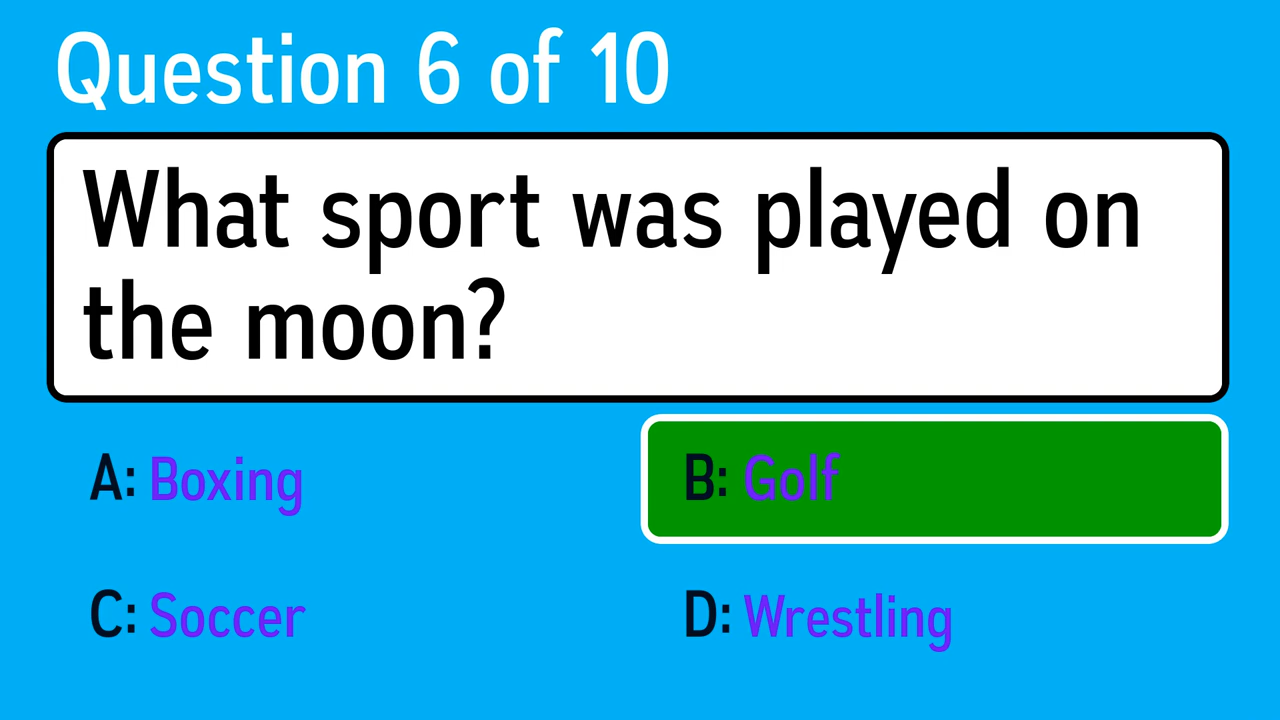 Question 6 of 10
What sport was played on
the moon?
A: Boxing
B: Golf
C: Soccer
D: Wrestling